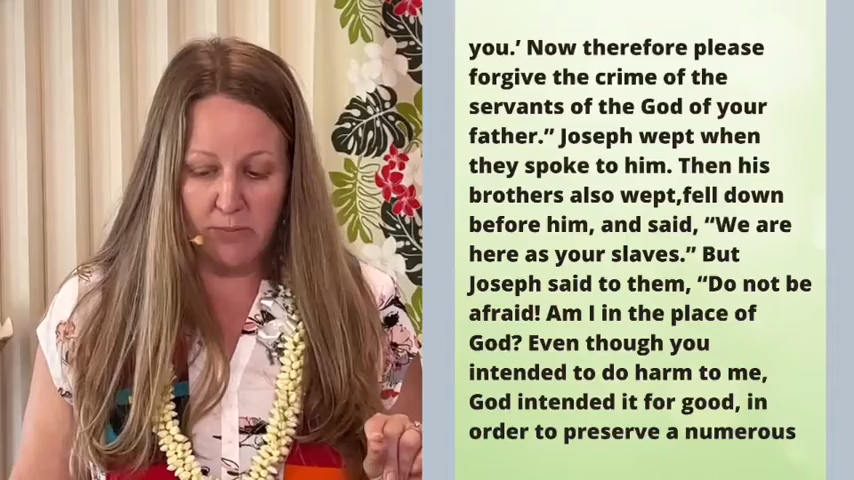 you.’ Now therefore please
forgive the crime of the
servants of the God of your
father.” Joseph wept when
they spoke to him. Then his
brothers also wept,fell down
before him, and said, “We are
here as your slaves.” But
Joseph said to them, “Do not be
afraid! Am I in the place of
God? Even though you
intended to do harm to me,
God intended it for good, in
order to preserve a numerous